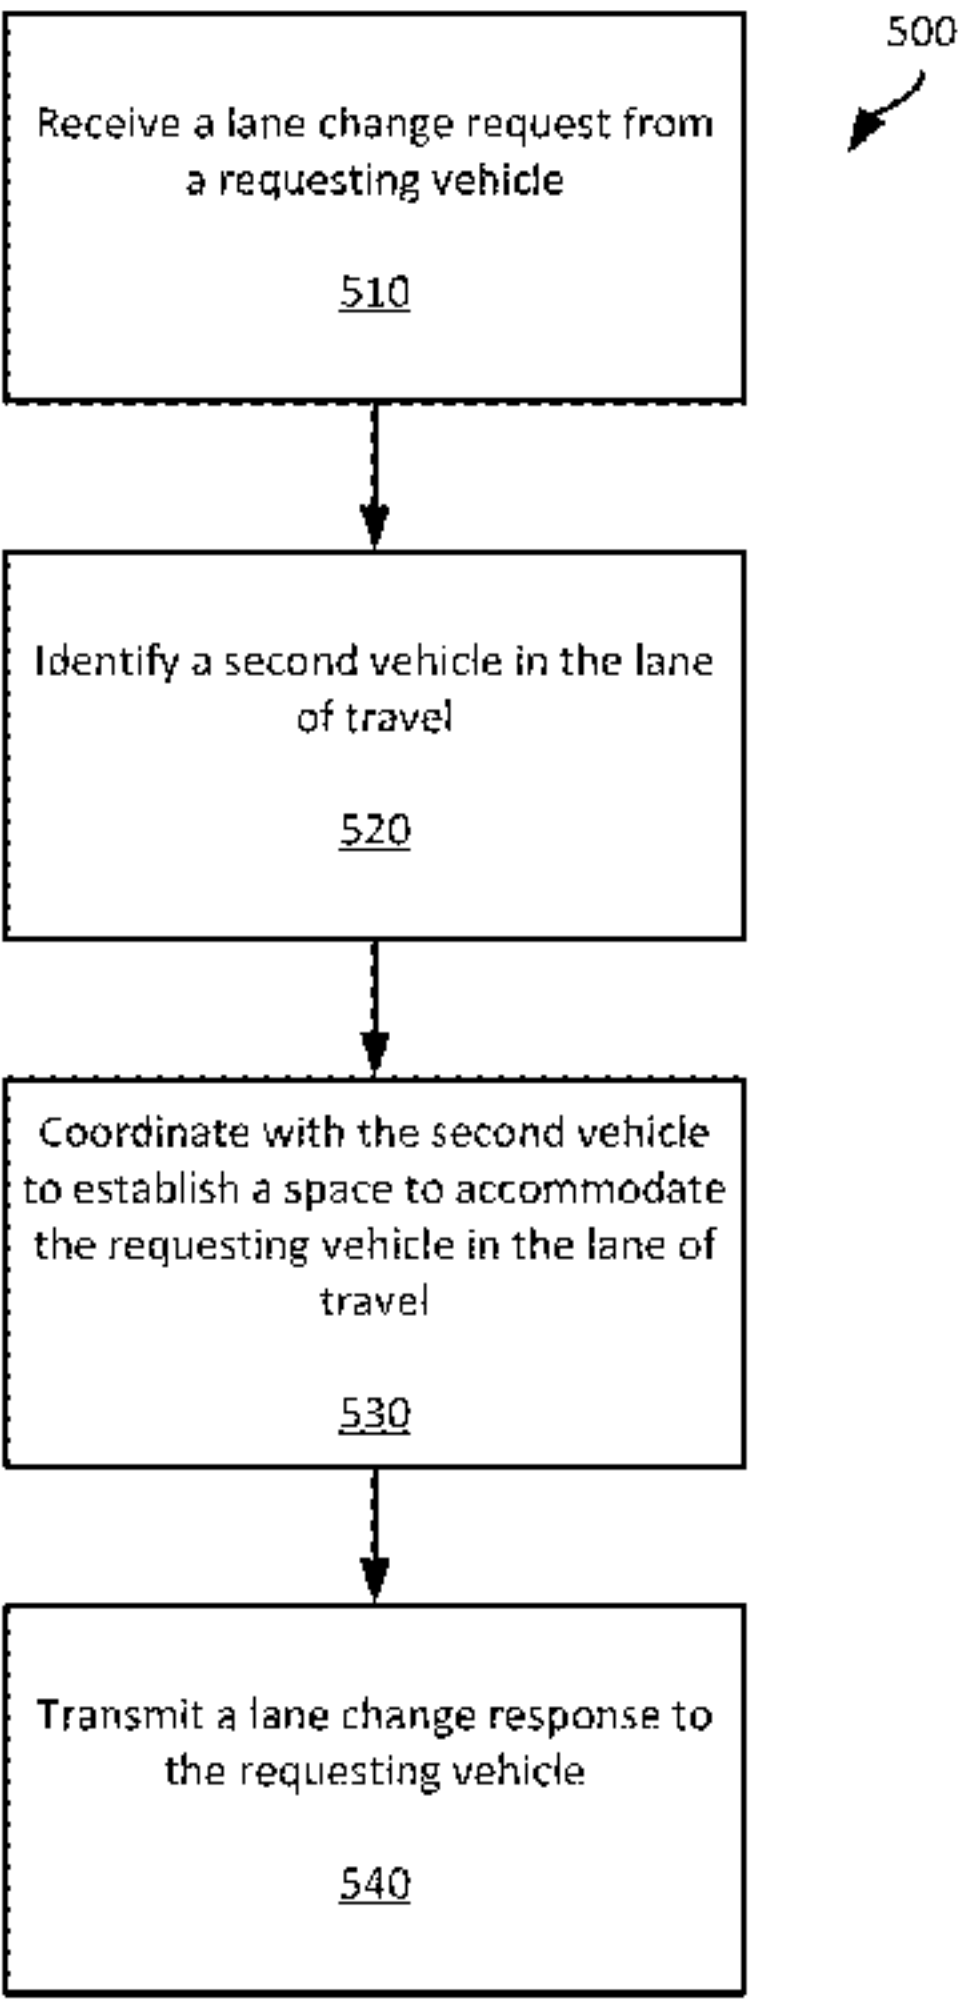 500
Receive a lane change request from
a requesting vehicle
510
Identify a second vehicle in the lane
of travel
520
Coordinate with the second vehicle
to establish a space to accommodate
the requesting vehicle in the lane of
travel
530
Transmit a lane change response to
the requesting vehicle
540